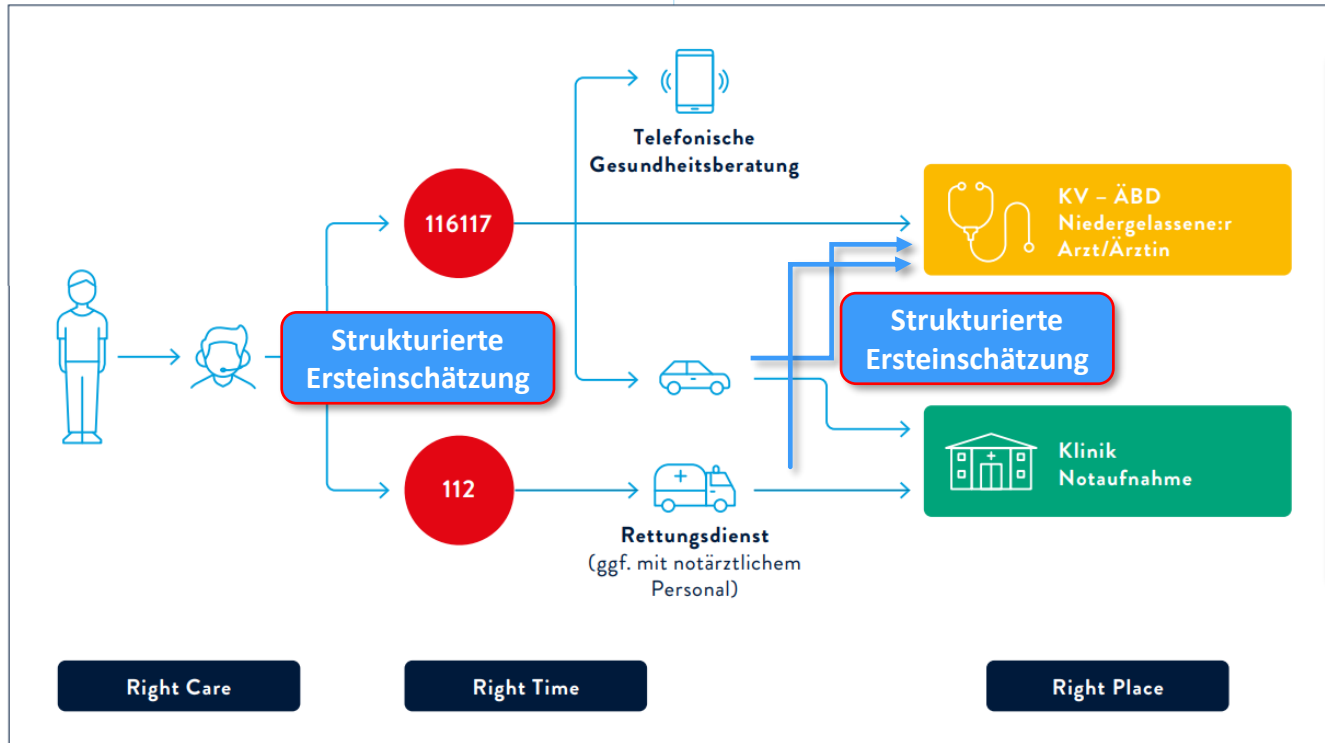 Telefonische
Gesundheitsberatung
116117
KV – ÄBD
Niedergelassene:r
Arzt/Ärztin
Strukturierte
Ersteinschätzung
Strukturierte
Ersteinschätzung
112
Klinik
Notaufnahme
Rettungsdienst
(ggf. mit notärztlichem
Personal)
Right Care
Right Time
Right Place